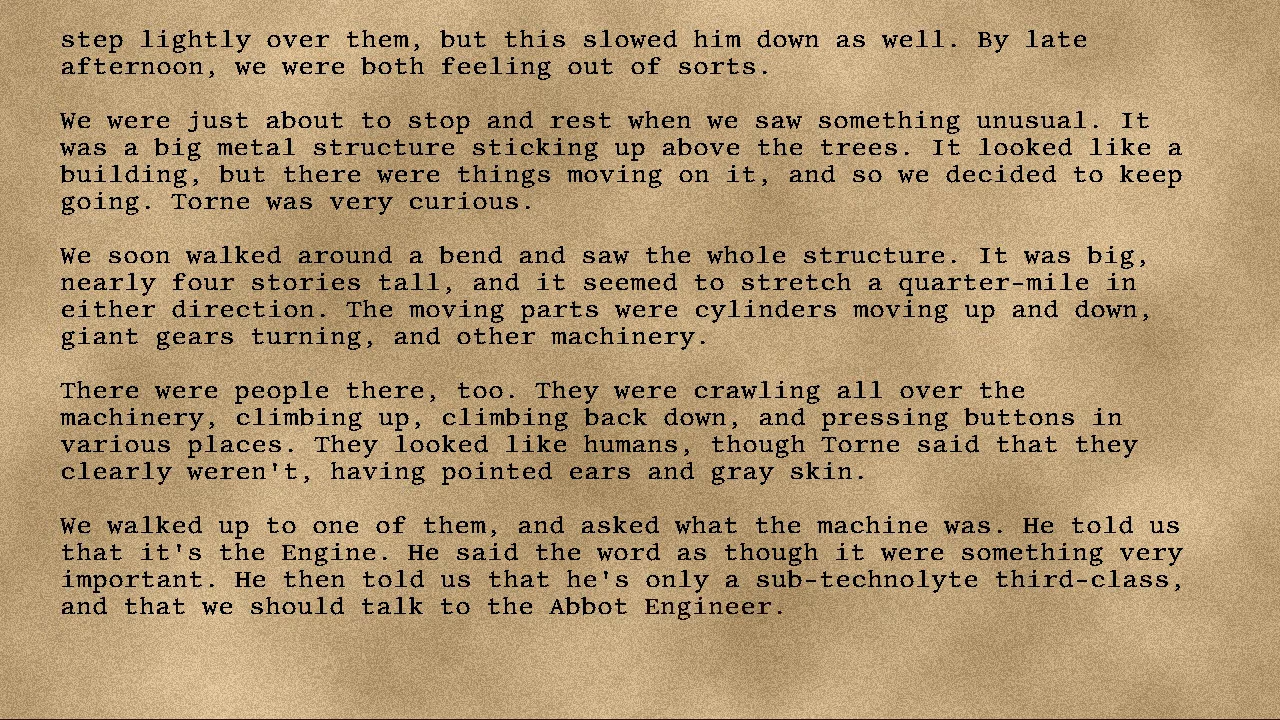 step lightly over them, but this slowed him down as well. By late
afternoon, we were both feeling out of sorts.
We were just about to stop and rest when we saw something unusual. It
was a big metal structure sticking up above the trees. It looked like a
building, but there were things moving on it, and so we decided to keep
going. Torne was very curious.
We soon walked around a bend and saw the whole structure. It was big,
nearly four stories tall, and it seemed to stretch a quarter-mile in
either direction. The moving parts were cylinders moving up and down,
giant gears turning, and other machinery.
There were people there, too. They were crawling all over the
machinery, climbing up, climbing back down, and pressing buttons in
various places. They looked like humans, though Torne said that they
clearly weren't, having pointed ears and gray skin.
We walked up to one of them, and asked what the machine was. He told us
that it's the Engine. He said the word as though it were something very
important. He then told us that he's only a sub-technolyte third-class,
and that we should talk to the Abbot Engineer.